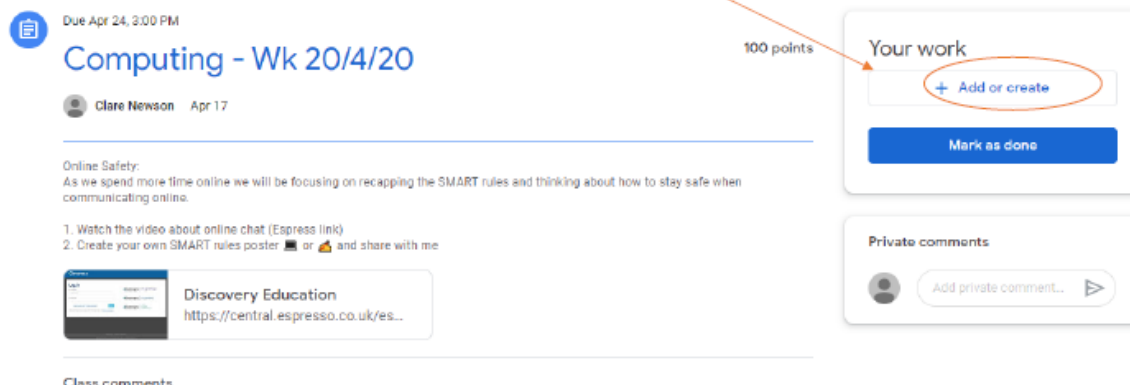 Due Apr 24, 3:00 PM
Computing - Wk 20/4/20
100 points
Clare Newson Apr 17
Online Safety:
As we spend more time online we will be focusing on recapping the SMART rules and thinking about how to stay safe when
communicating online.
1. Watch the video about online chat (Espress link)
2. Create your own SMART rules poster 💻 or ✍ and share with me
Discovery Education
https://central.espresso.co.uk/es...
Class comments
Your work
+ Add or create
Mark as done
Private comments
Add private comment...